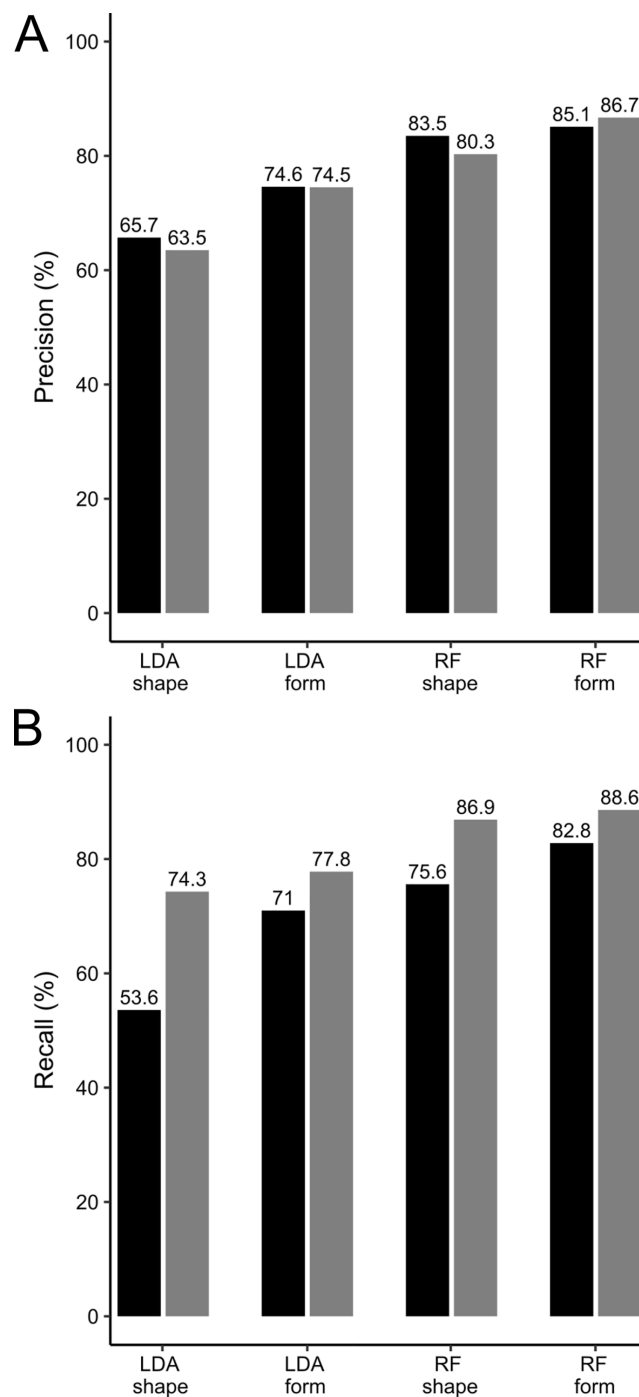 A
100
80
60
40
20
0
Precision (%)
65.7 63.5 74.6 74.5 83.5 80.3 85.1 86.7
LDA LDA RF RF
shape form shape form
B
100
80
60
40
20
0
Recall (%)
53.6 74.3 71 77.8 75.6 86.9 82.8 88.6
LDA LDA RF RF
shape form shape form